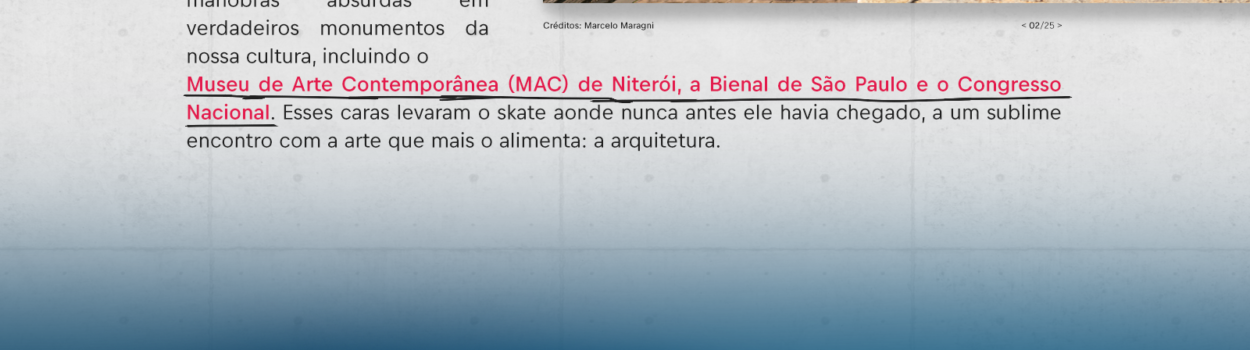 manobras absurdas em
verdadeiros monumentos da
nossa cultura, incluindo o
Museu de Arte Contemporânea (MAC) de Niterói, a Bienal de São Paulo e o Congresso
Nacional. Esses caras levaram o skate aonde nunca antes ele havia chegado, a um sublime
encontro com a arte que mais o alimenta: a arquitetura.
Créditos: Marcelo Maragni
< 02/25 >